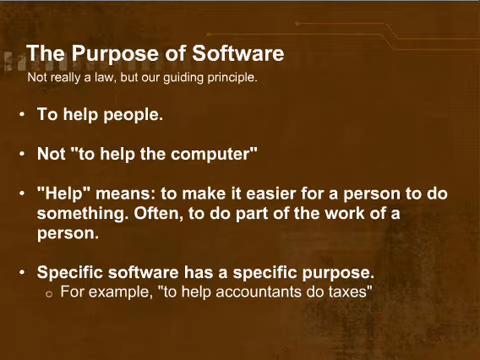 The Purpose of Software
Not really a law, but our guiding principle.
• To help people.
• Not "to help the computer"
• "Help" means: to make it easier for a person to do
something. Often, to do part of the work of a
person.
• Specific software has a specific purpose.
o For example, "to help accountants do taxes"